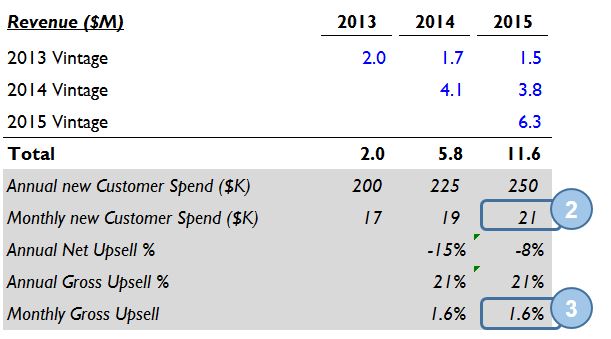 Revenue ($M) 2013 2014 2015
2013 Vintage 2.0 1.7 1.5
2014 Vintage 4.1 3.8
2015 Vintage 6.3
Total 2.0 5.8 11.6
Annual new Customer Spend ($K) 200 225 250
Monthly new Customer Spend ($K) 17 19 21 2
Annual Net Upsell % -15% -8%
Annual Gross Upsell % 21% 21%
Monthly Gross Upsell 1.6% 1.6% 3